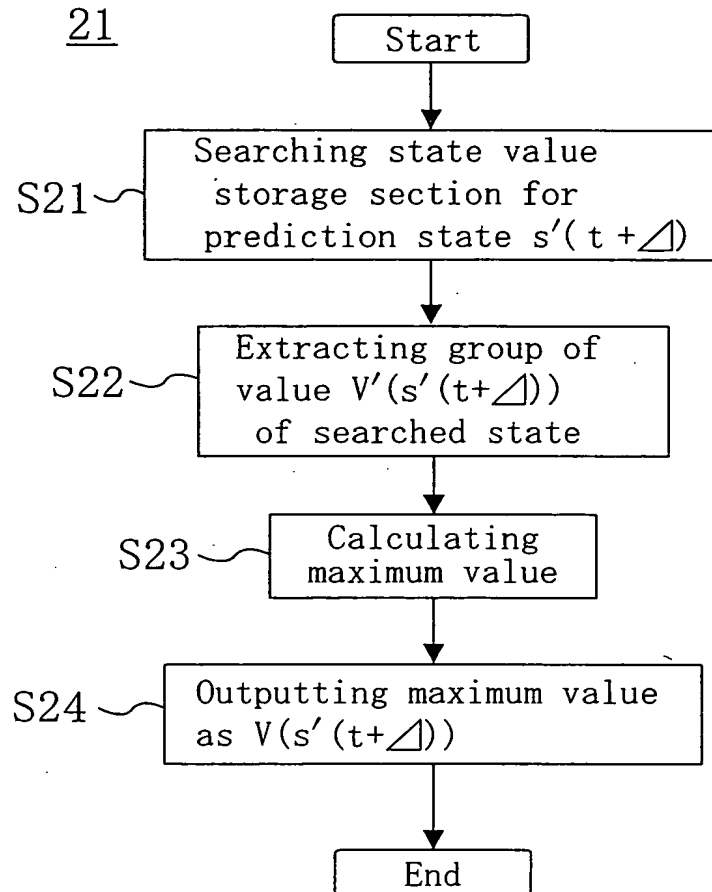 21
Start
S21
Searching state value
storage section for
prediction state s′(t+⊿)
S22
Extracting group of
value V′(s′(t+⊿))
of searched state
S23
Calculating
maximum value
S24
Outputting maximum value
as V(s′(t+⊿))
End